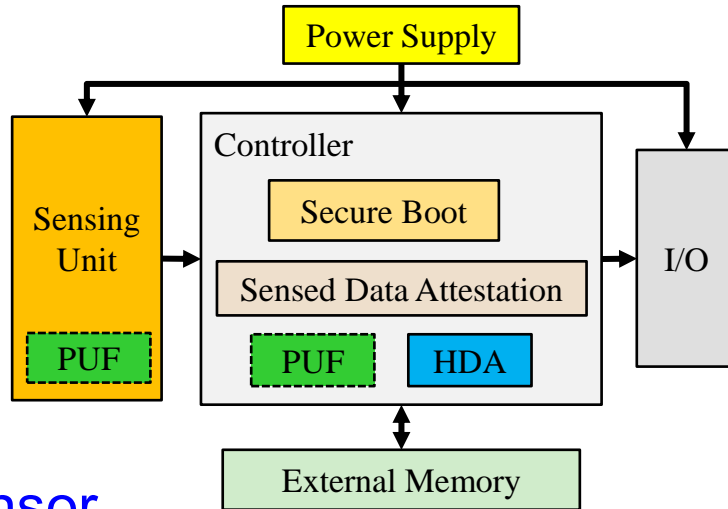 Power Supply
Controller
Secure Boot
Sensing
Unit
I/O
Sensed Data Attestation
PUF
PUF
HDA
External Memory